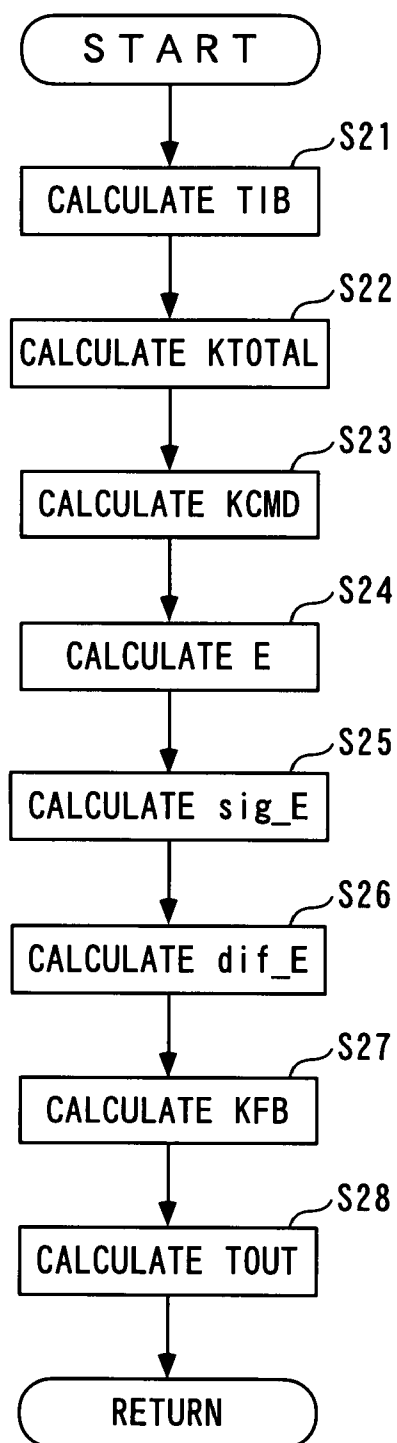 START
S21
CALCULATE TIB
S22
CALCULATE KTOTAL
S23
CALCULATE KCMD
S24
CALCULATE E
S25
CALCULATE sig_E
S26
CALCULATE dif_E
S27
CALCULATE KFB
S28
CALCULATE TOUT
RETURN